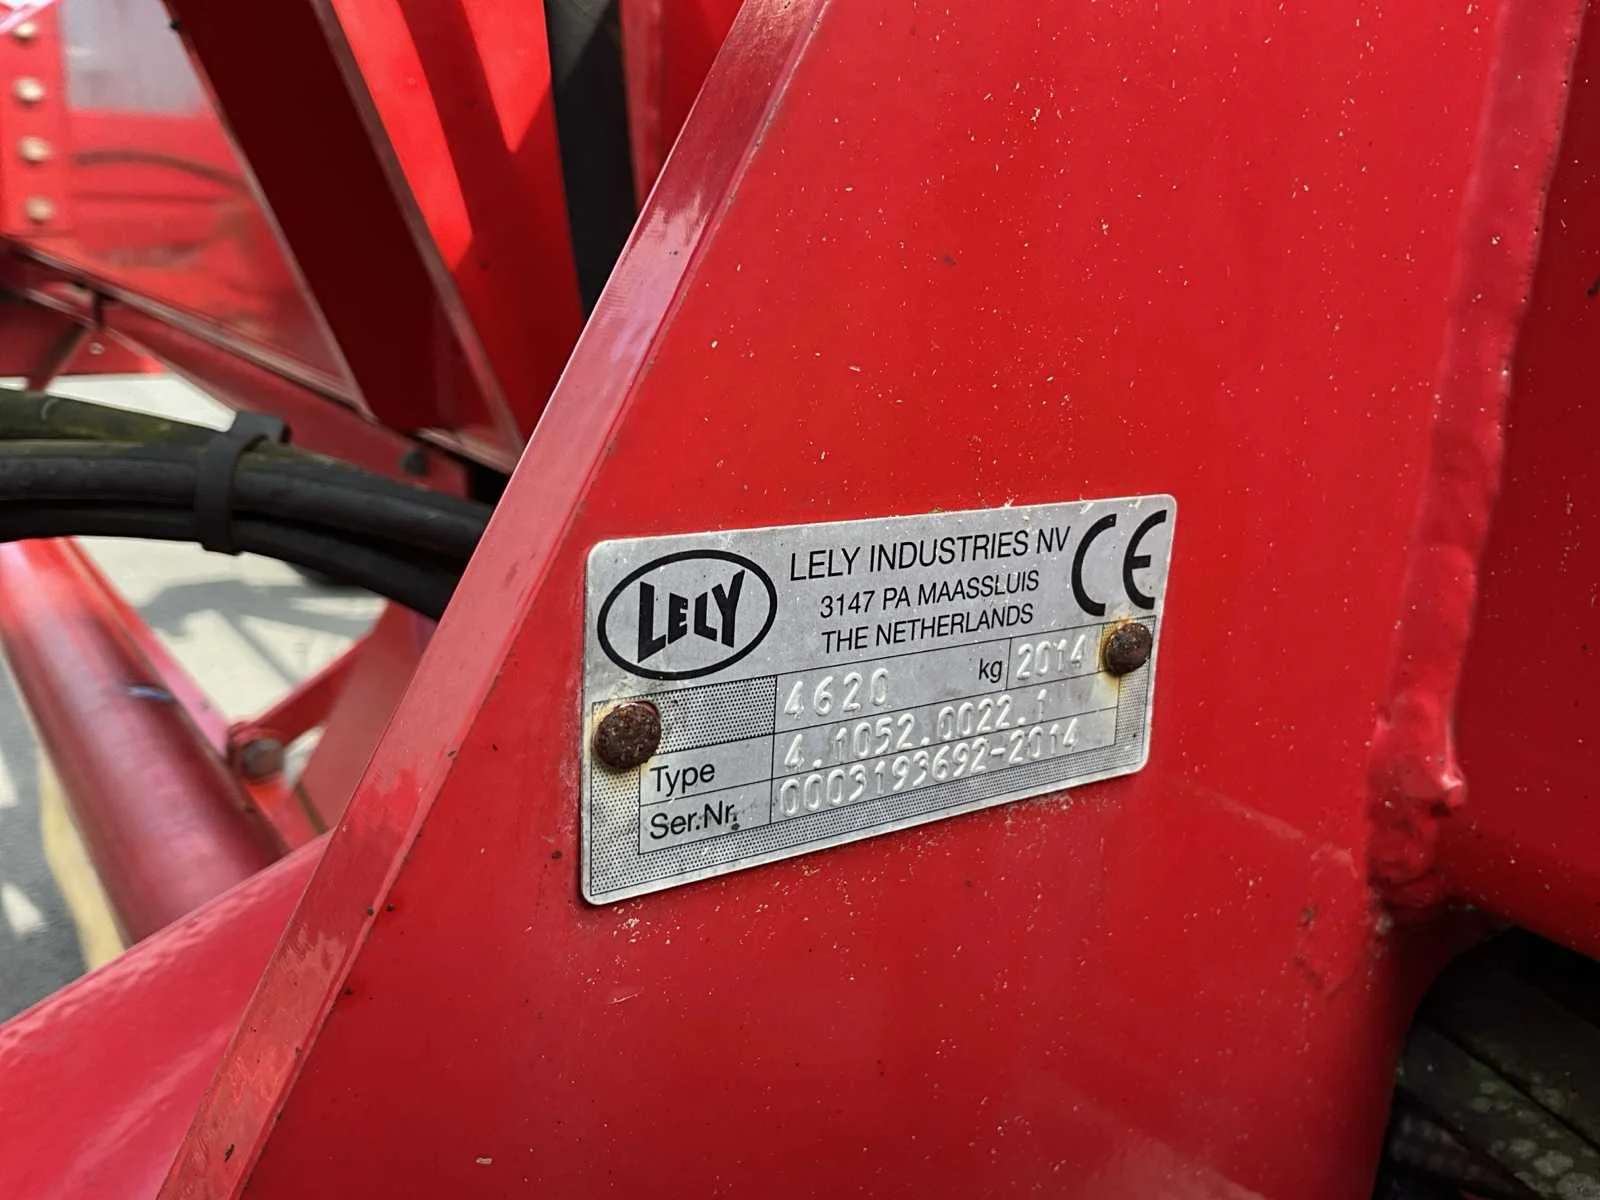 LELY
LELY INDUSTRIES NV
3147 PA MAASSLUIS
THE NETHERLANDS
CE
4620 kg 2014
Type 4.1052.0022.1
Ser.Nr. 0003193692-2014